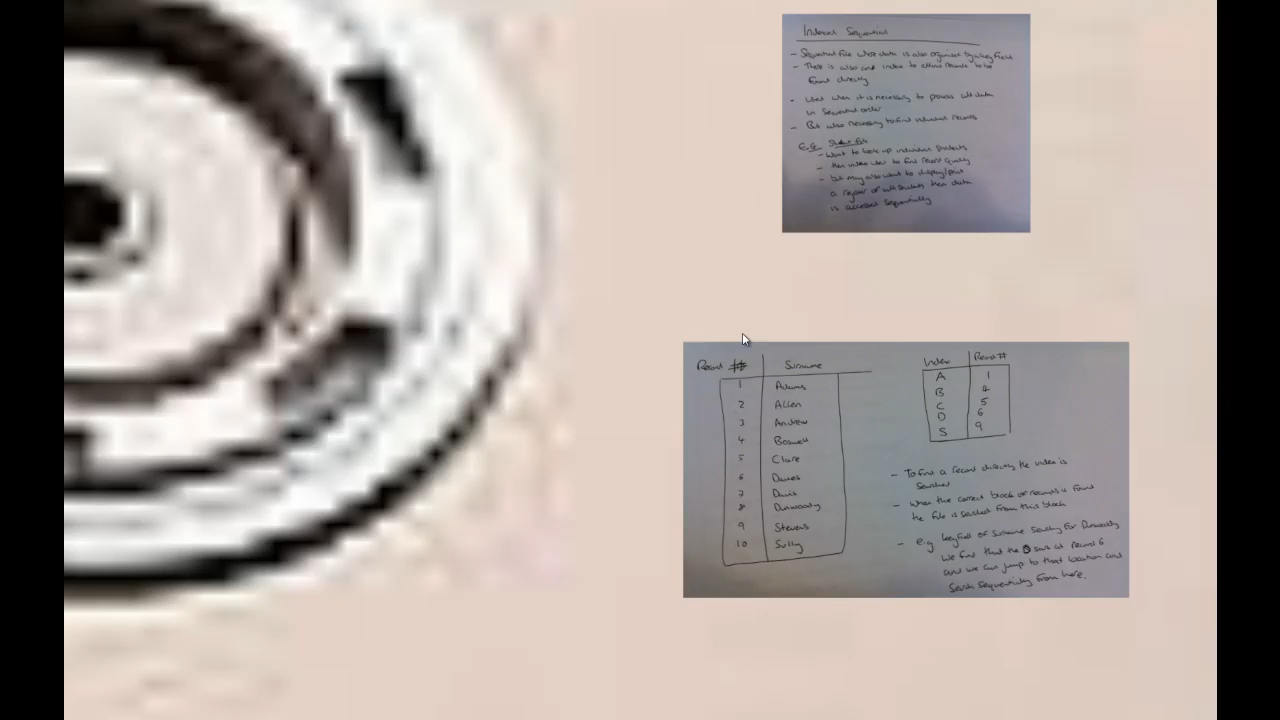 Indexed Sequential
- Sequential File whose data is also organised by a key Field
- There is also an index to allow records to be
found directly
- Used when it is necessary to process all data
in Sequential order
- But also necessary to find individual records
E.g. Student File
- Want to look up individual students
- then index used to find record quickly
- but may also want to display/print
a register of all students then data
is accessed Sequentially
Record # Surname
1 Adams
2 Allen
3 Andrew
4 Boswell
5 Clare
6 Davies
7 Davis
8 Dunwoody
9 Stevens
10 Sully
Index Record #
A 1
B 4
C 5
D 6
S 9
- To find a record directly the index is
searched
- When the correct block of records is found
the file is searched from this block
- e.g keyfield of surname searching for Dunwoody
We find that the D starts at record 6
and we can jump to that location and
Search sequentially from here.